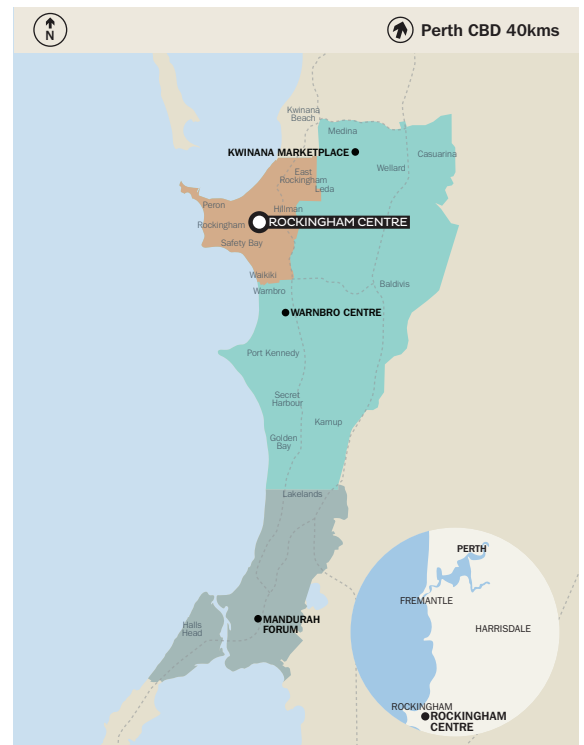 N
Perth CBD 40kms
Kwinana
Beach
Medina
KWINANA MARKETPLACE
Casuarina
Wellard
East
Rockingham
Leda
Peron
Hillman
Rockingham
ROCKINGHAM CENTRE
Safety Bay
Waikiki
Baldivis
Warnbro
WARNBRO CENTRE
Port Kennedy
Secret
Harbour
Karnup
Golden
Bay
Lakelands
MANDURAH
FORUM
Halls
Head
PERTH
FREMANTLE
HARRISDALE
ROCKINGHAM
ROCKINGHAM
CENTRE